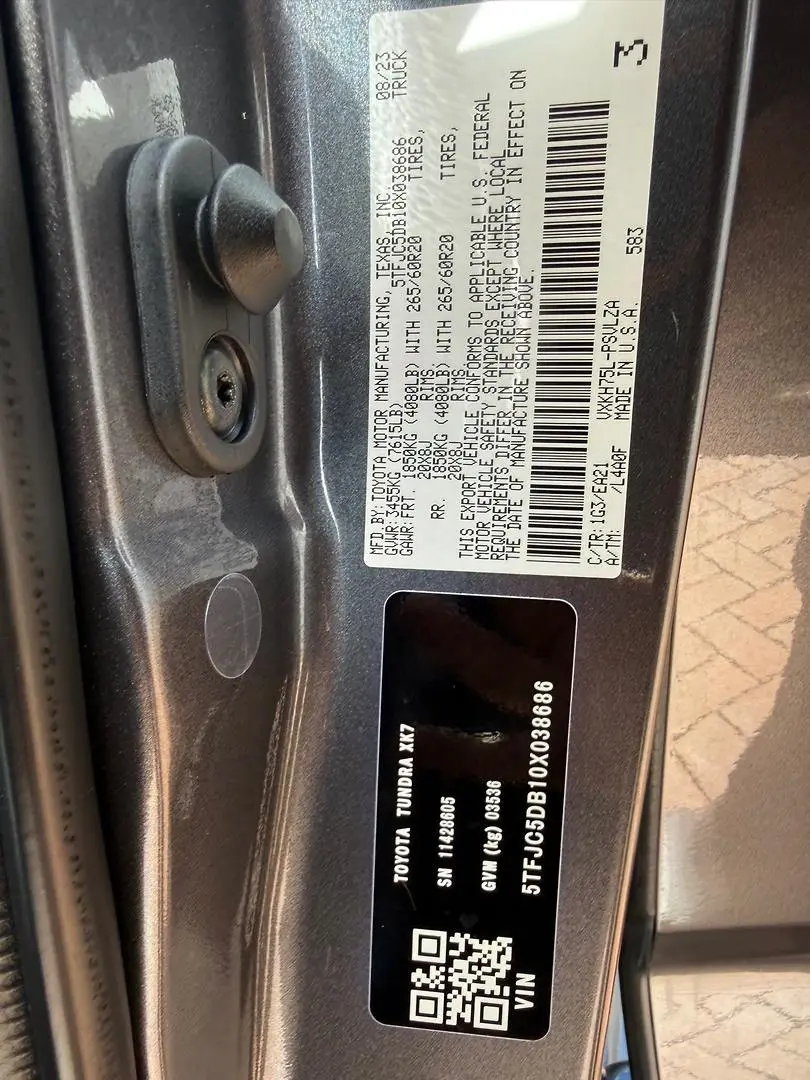 MFD.BY:TOYOTA MOTOR MANUFACTURING, TEXAS, INC. 08/23
GVWR:3455KG (7615LB) 5TFJC5DB10X038686 TRUCK
GAWR:FRT. 1850KG (4080LB) WITH 265/60R20 TIRES,
20X8J RIMS,
RR. 1850KG (4080LB) WITH 265/60R20 TIRES,
20X8J RIMS.
THIS EXPORT VEHICLE CONFORMS TO APPLICABLE U.S. FEDERAL
MOTOR VEHICLE SAFETY STANDARDS EXCEPT WHERE LOCAL
REQUIREMENTS DIFFER IN THE RECEIVING COUNTRY IN EFFECT ON
THE DATE OF MANUFACTURE SHOWN ABOVE.
C/TR:1G3/EA21 VXKH75L-PSVLZA
A/TM: /L4A0F MADE IN U.S.A. 583
3
TOYOTA TUNDRA XK7
SN 11428605
GVM (kg) 03536
VIN 5TFJC5DB10X038686